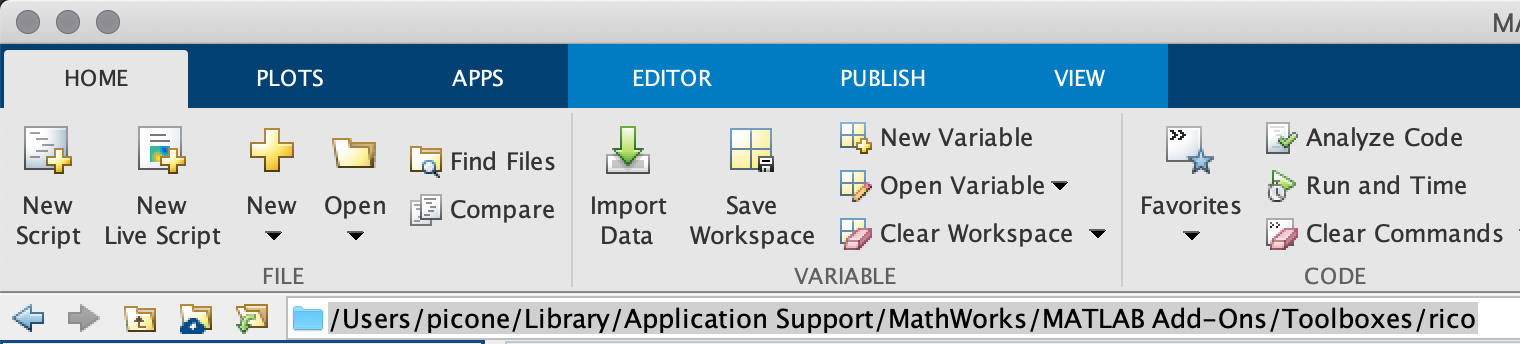 MA
HOME PLOTS APPS EDITOR PUBLISH VIEW
New Script
New Live Script
New
Open
Find Files
Compare
FILE
Import Data
Save Workspace
New Variable
Open Variable
Clear Workspace
VARIABLE
Favorites
Analyze Code
Run and Time
Clear Commands
CODE
/Users/picone/Library/Application Support/MathWorks/MATLAB Add-Ons/Toolboxes/rico